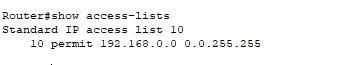 Router#show access-lists
Standard IP access list 10
    10 permit 192.168.0.0 0.0.255.255